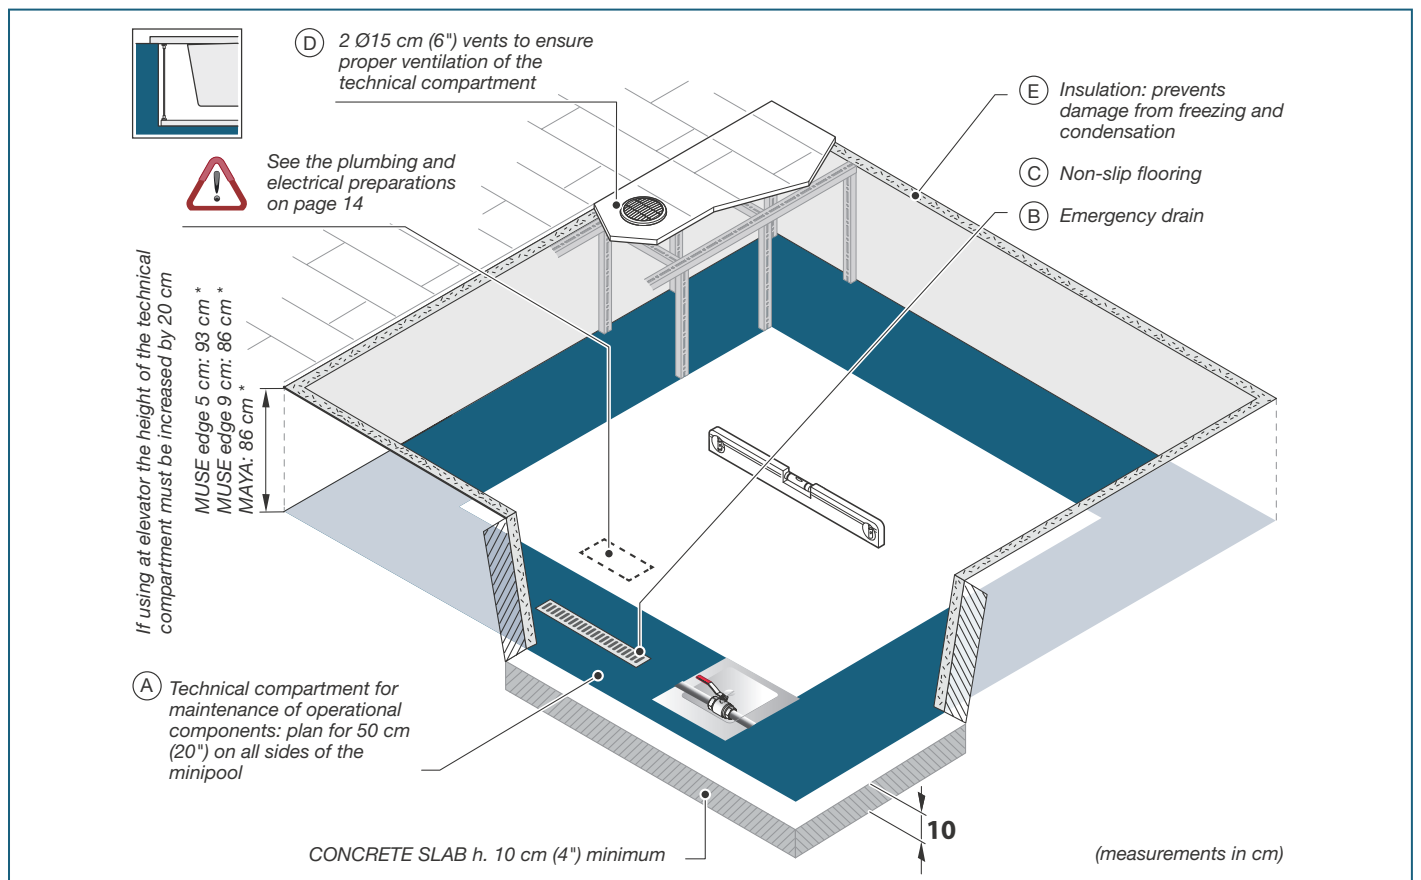 D
2 Ø15 cm (6") vents to ensure
proper ventilation of the
technical compartment
E
Insulation: prevents
damage from freezing and
condensation
See the plumbing and
electrical preparations
on page 14
C
Non-slip flooring
B
Emergency drain
If using at elevator the height of the technical
compartment must be increased by 20 cm
MUSE edge 5 cm: 93 cm *
MUSE edge 9 cm: 86 cm *
MAYA: 86 cm *
A
Technical compartment for
maintenance of operational
components: plan for 50 cm
(20") on all sides of the
minipool
10
CONCRETE SLAB h. 10 cm (4") minimum
(measurements in cm)